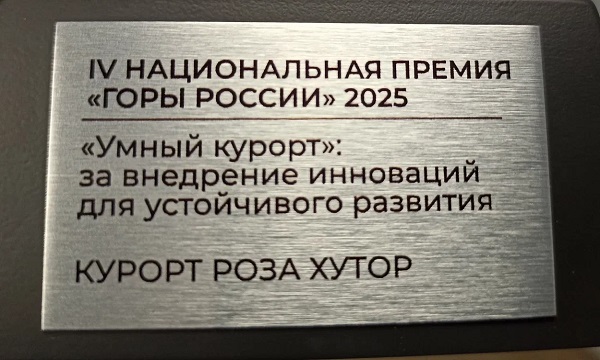 IV НАЦИОНАЛЬНАЯ ПРЕМИЯ
«ГОРЫ РОССИИ» 2025
«Умный курорт»:
за внедрение инноваций
для устойчивого развития
КУРОРТ РОЗА ХУТОР